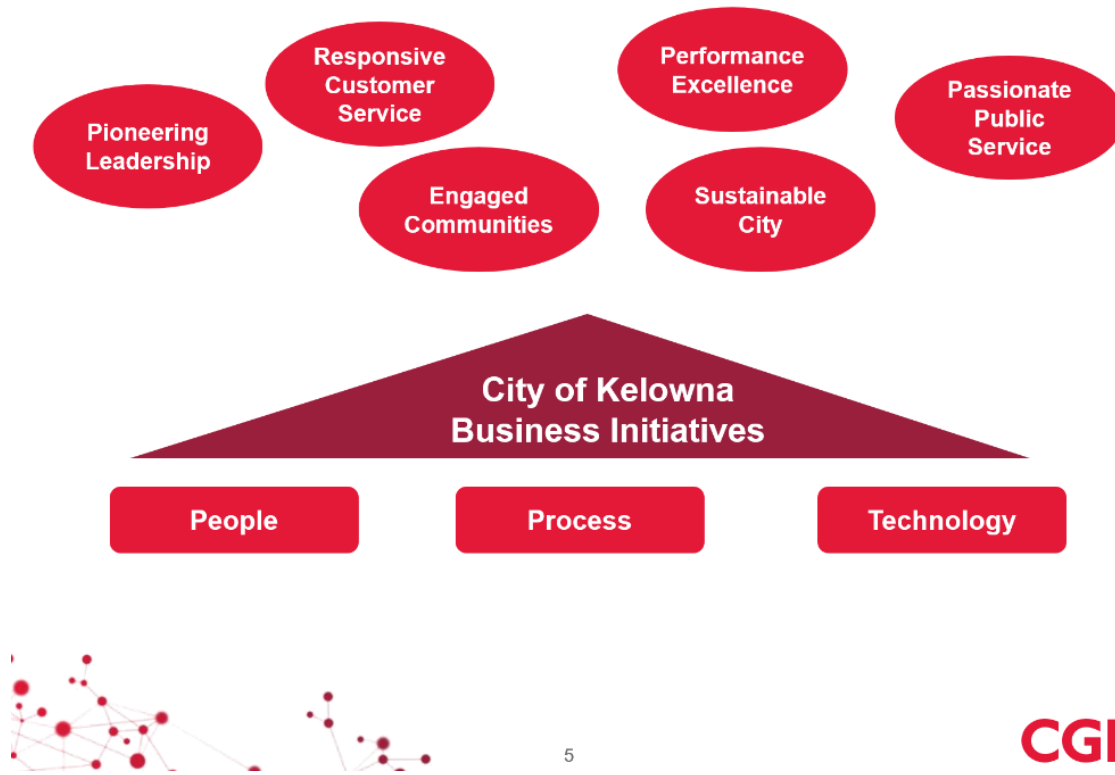 Pioneering
Leadership
Responsive
Customer
Service
Engaged
Communities
Performance
Excellence
Sustainable
City
Passionate
Public
Service
City of Kelowna
Business Initiatives
People
Process
Technology
5
CGI